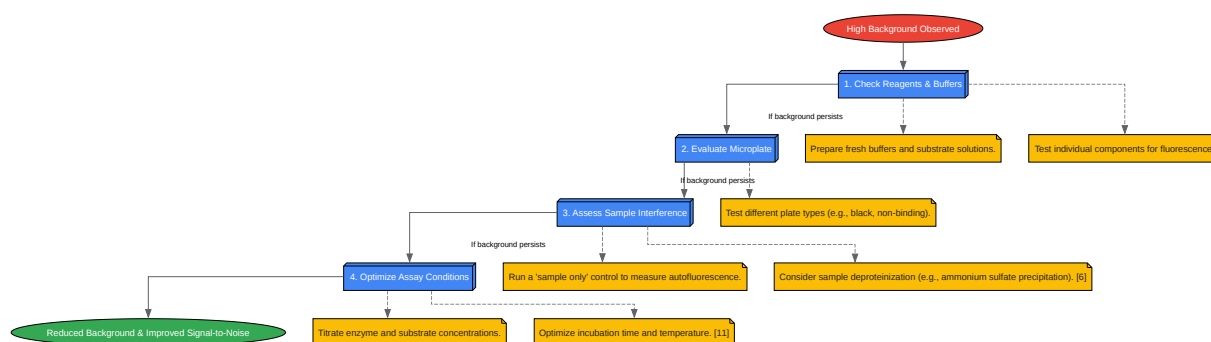 High Background Observed
1. Check Reagents & Buffers
If background persists
2. Evaluate Microplate
Prepare fresh buffers and substrate solutions.
Test individual components for fluorescence
If background persists
3. Assess Sample Interference
Test different plate types (e.g., black, non-binding).
If background persists
4. Optimize Assay Conditions
Run a 'sample only' control to measure autofluorescence.
Consider sample deproteinization (e.g., ammonium sulfate precipitation). [6]
Reduced Background & Improved Signal-to-Noise
Titrate enzyme and substrate concentrations.
Optimize incubation time and temperature. [11]